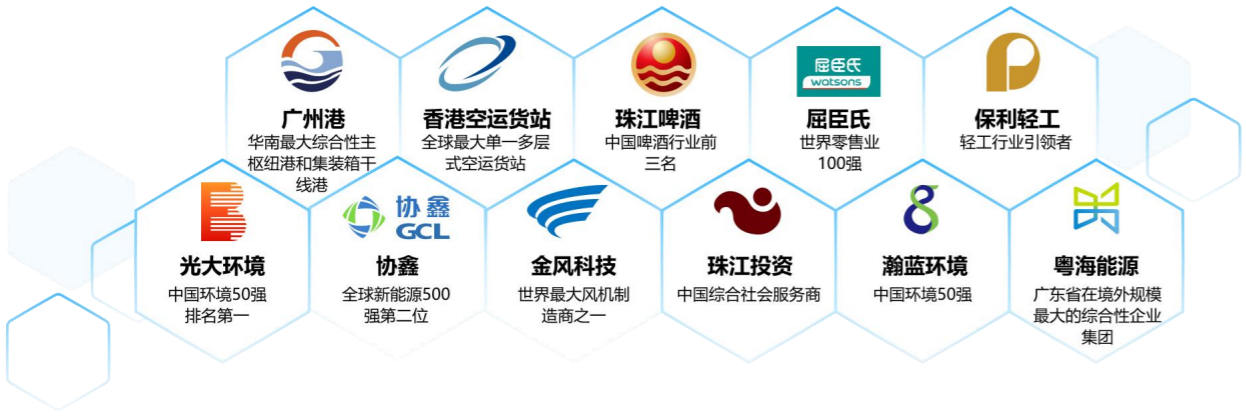 屈臣氏
watsons
广州港
华南最大综合性主
枢纽港和集装箱干
线港
香港空运货站
全球最大单一多层
式空运货站
珠江啤酒
中国啤酒行业前
三名
屈臣氏
世界零售业
100强
保利轻工
轻工行业引领者
光大环境
中国环境50强
排名第一
协鑫
GCL
协鑫
全球新能源500
强第二位
金风科技
世界最大风机制
造商之一
珠江投资
中国综合社会服务商
瀚蓝环境
中国环境50强
粤海能源
广东省在境外规模
最大的综合性企业
集团